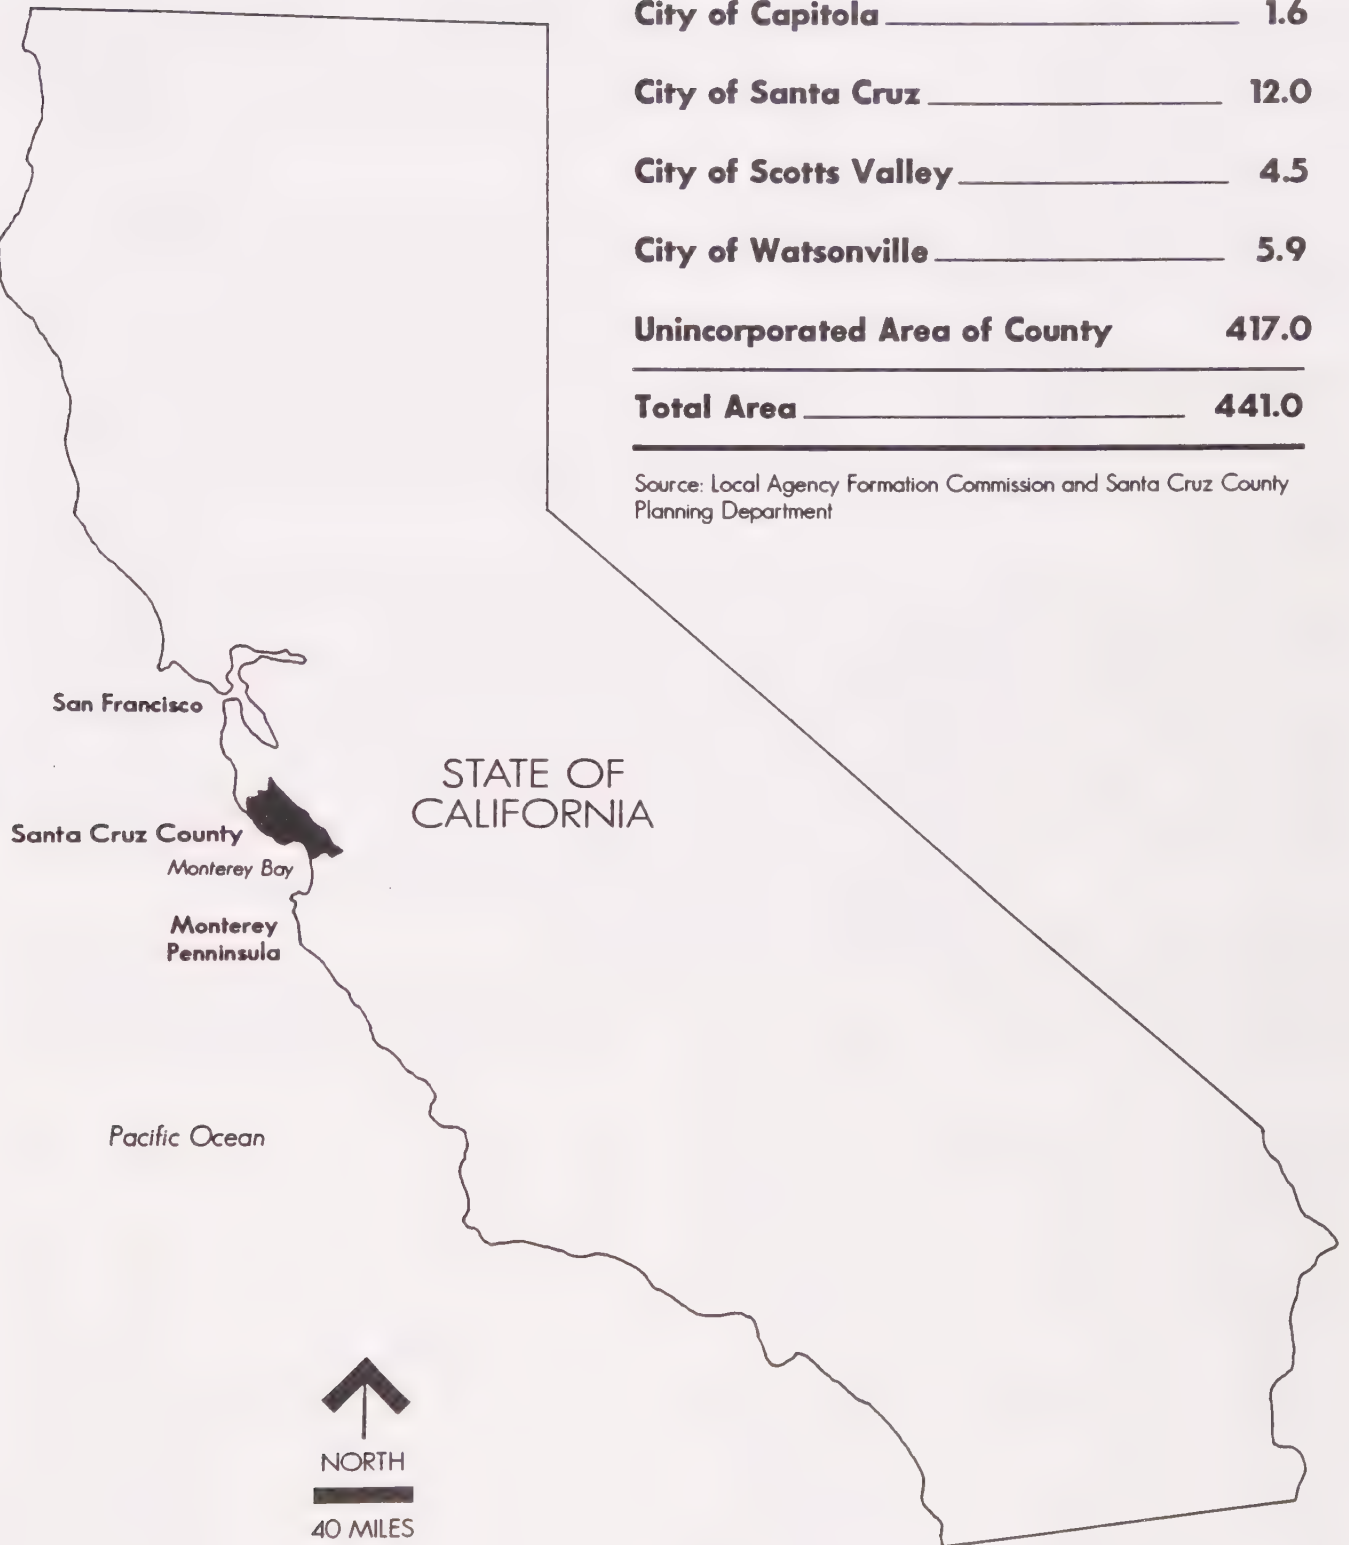 City of Capitola 1.6
City of Santa Cruz 12.0
City of Scotts Valley 4.5
City of Watsonville 5.9
Unincorporated Area of County 417.0
Total Area 441.0
Source: Local Agency Formation Commission and Santa Cruz County
Planning Department
San Francisco
STATE OF
CALIFORNIA
Santa Cruz County
Monterey Bay
Monterey
Penninsula
Pacific Ocean
NORTH
40 MILES